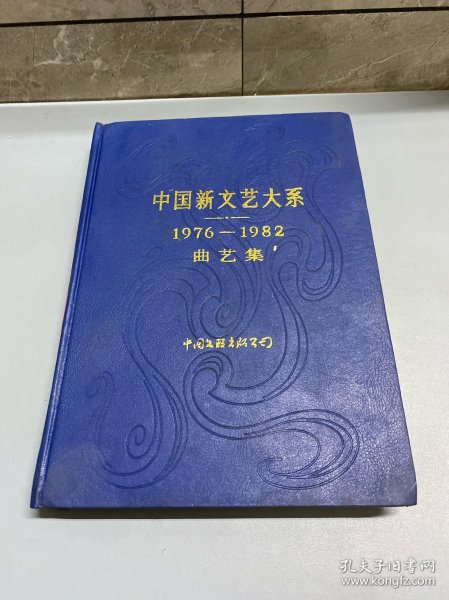 中国新文艺大系
1976—1982
曲艺集
中国文联出版公司
孔夫子旧书网
www.kongfz.com